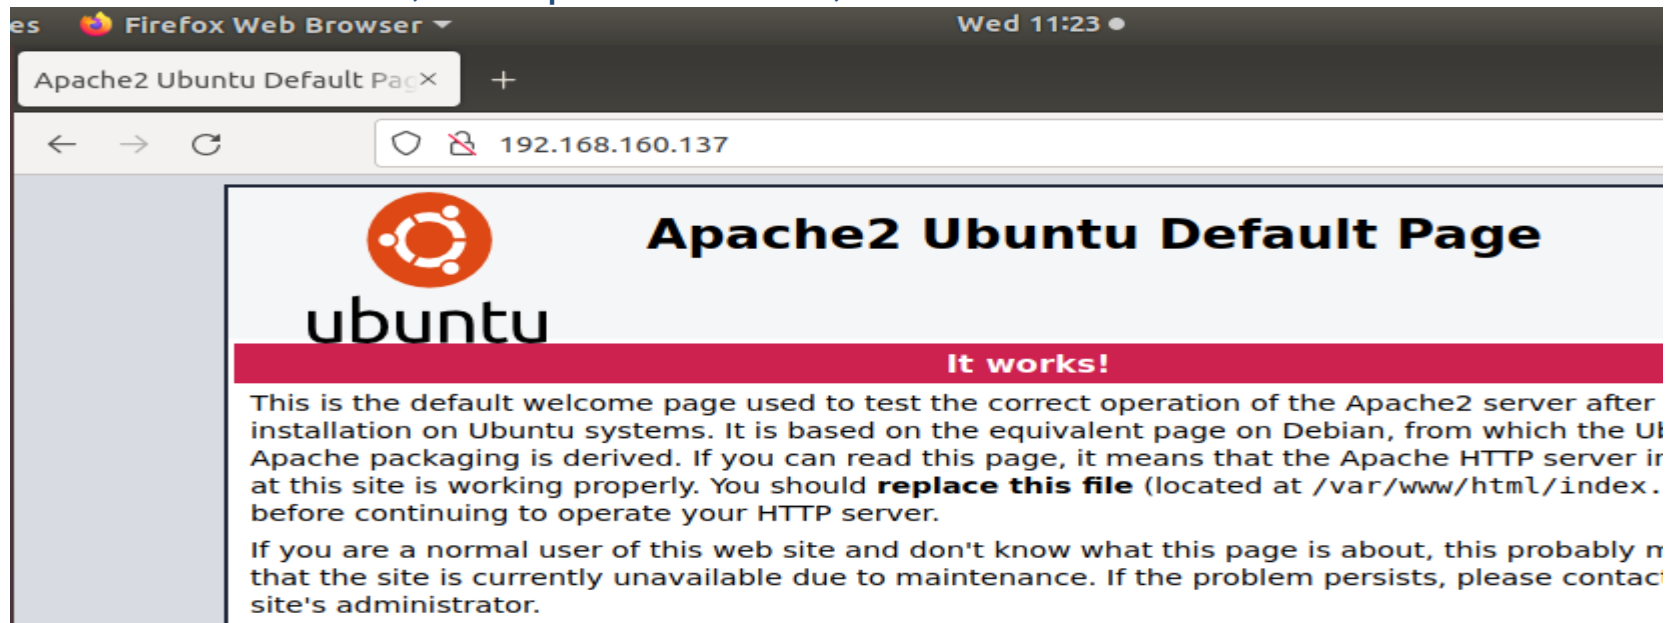 es Firefox Web Browser Wed 11:23
Apache2 Ubuntu Default Pag
192.168.160.137
Apache2 Ubuntu Default Page
ubuntu
It works!
This is the default welcome page used to test the correct operation of the Apache2 server after
installation on Ubuntu systems. It is based on the equivalent page on Debian, from which the
Apache packaging is derived. If you can read this page, it means that the Apache HTTP server
at this site is working properly. You should replace this file (located at /var/www/html/index.
before continuing to operate your HTTP server.
If you are a normal user of this web site and don't know what this page is about, this probably
that the site is currently unavailable due to maintenance. If the problem persists, please contact
site's administrator.